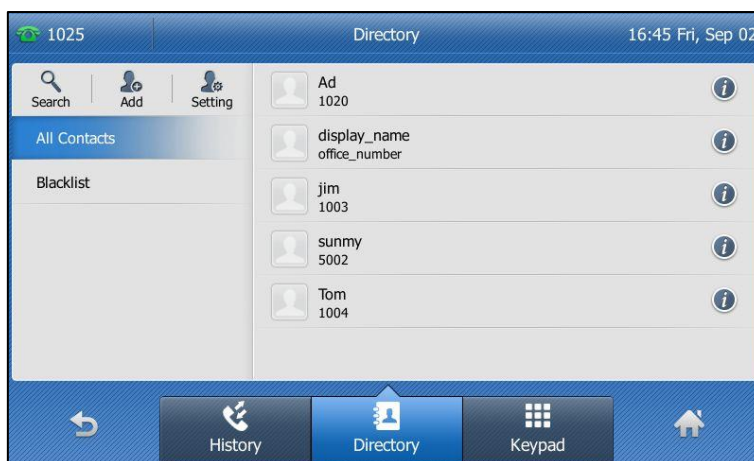 1025 Directory 16:45 Fri, Sep 02
Search Add Setting
All Contacts
Blacklist
Ad
1020
display_name
office_number
jim
1003
sunmy
5002
Tom
1004
History Directory Keypad